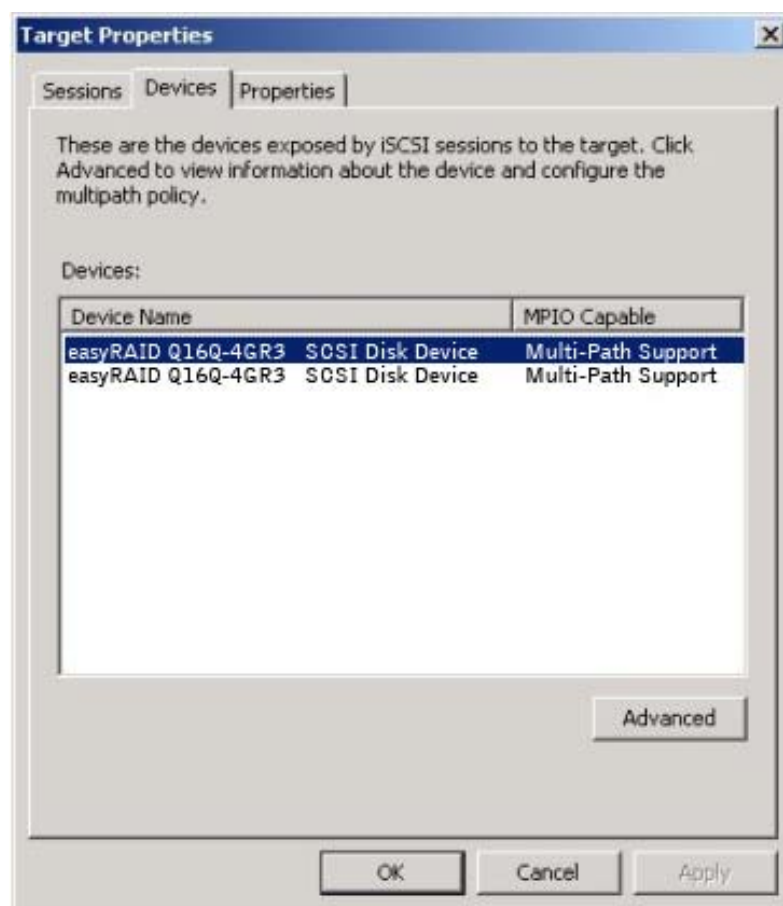 Target Properties
Sessions Devices Properties
These are the devices exposed by iSCSI sessions to the target. Click
Advanced to view information about the device and configure the
multipath policy.
Devices:
Device Name MPIO Capable
easyRAID Q16Q-4GR3 SCSI Disk Device Multi-Path Support
easyRAID Q16Q-4GR3 SCSI Disk Device Multi-Path Support
Advanced
OK Cancel Apply